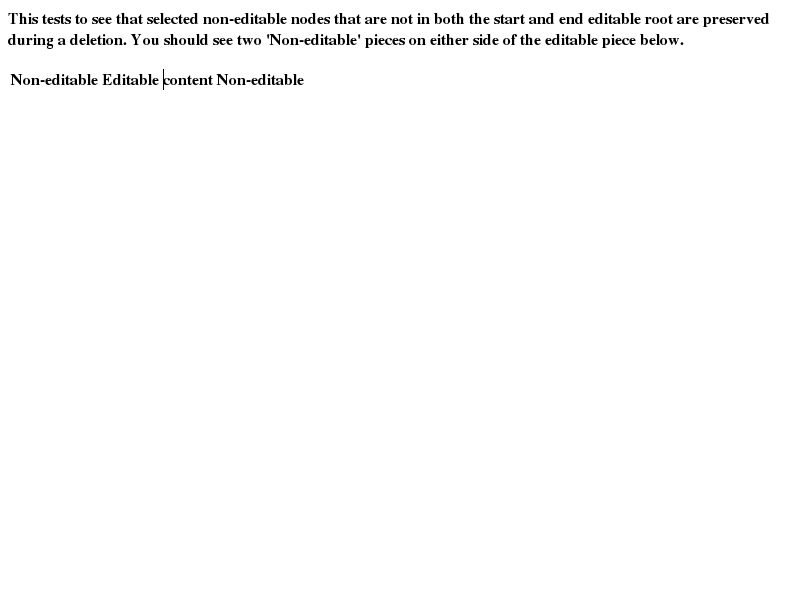 This tests to see that selected non-editable nodes that are not in both the start and end editable root are preserved
during a deletion. You should see two 'Non-editable' pieces on either side of the editable piece below.
Non-editable Editable content Non-editable